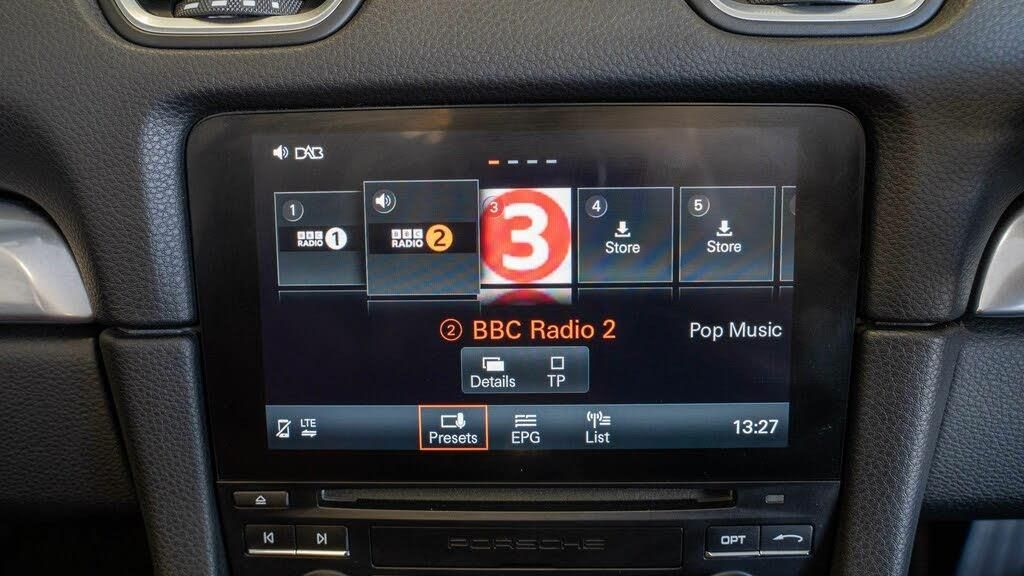 DAB
1
BBC RADIO 1
BBC RADIO 2
3
3
4
Store
5
Store
2 BBC Radio 2
Pop Music
Details
TP
LTE
Presets
EPG
List
13:27
PORSCHE
OPT